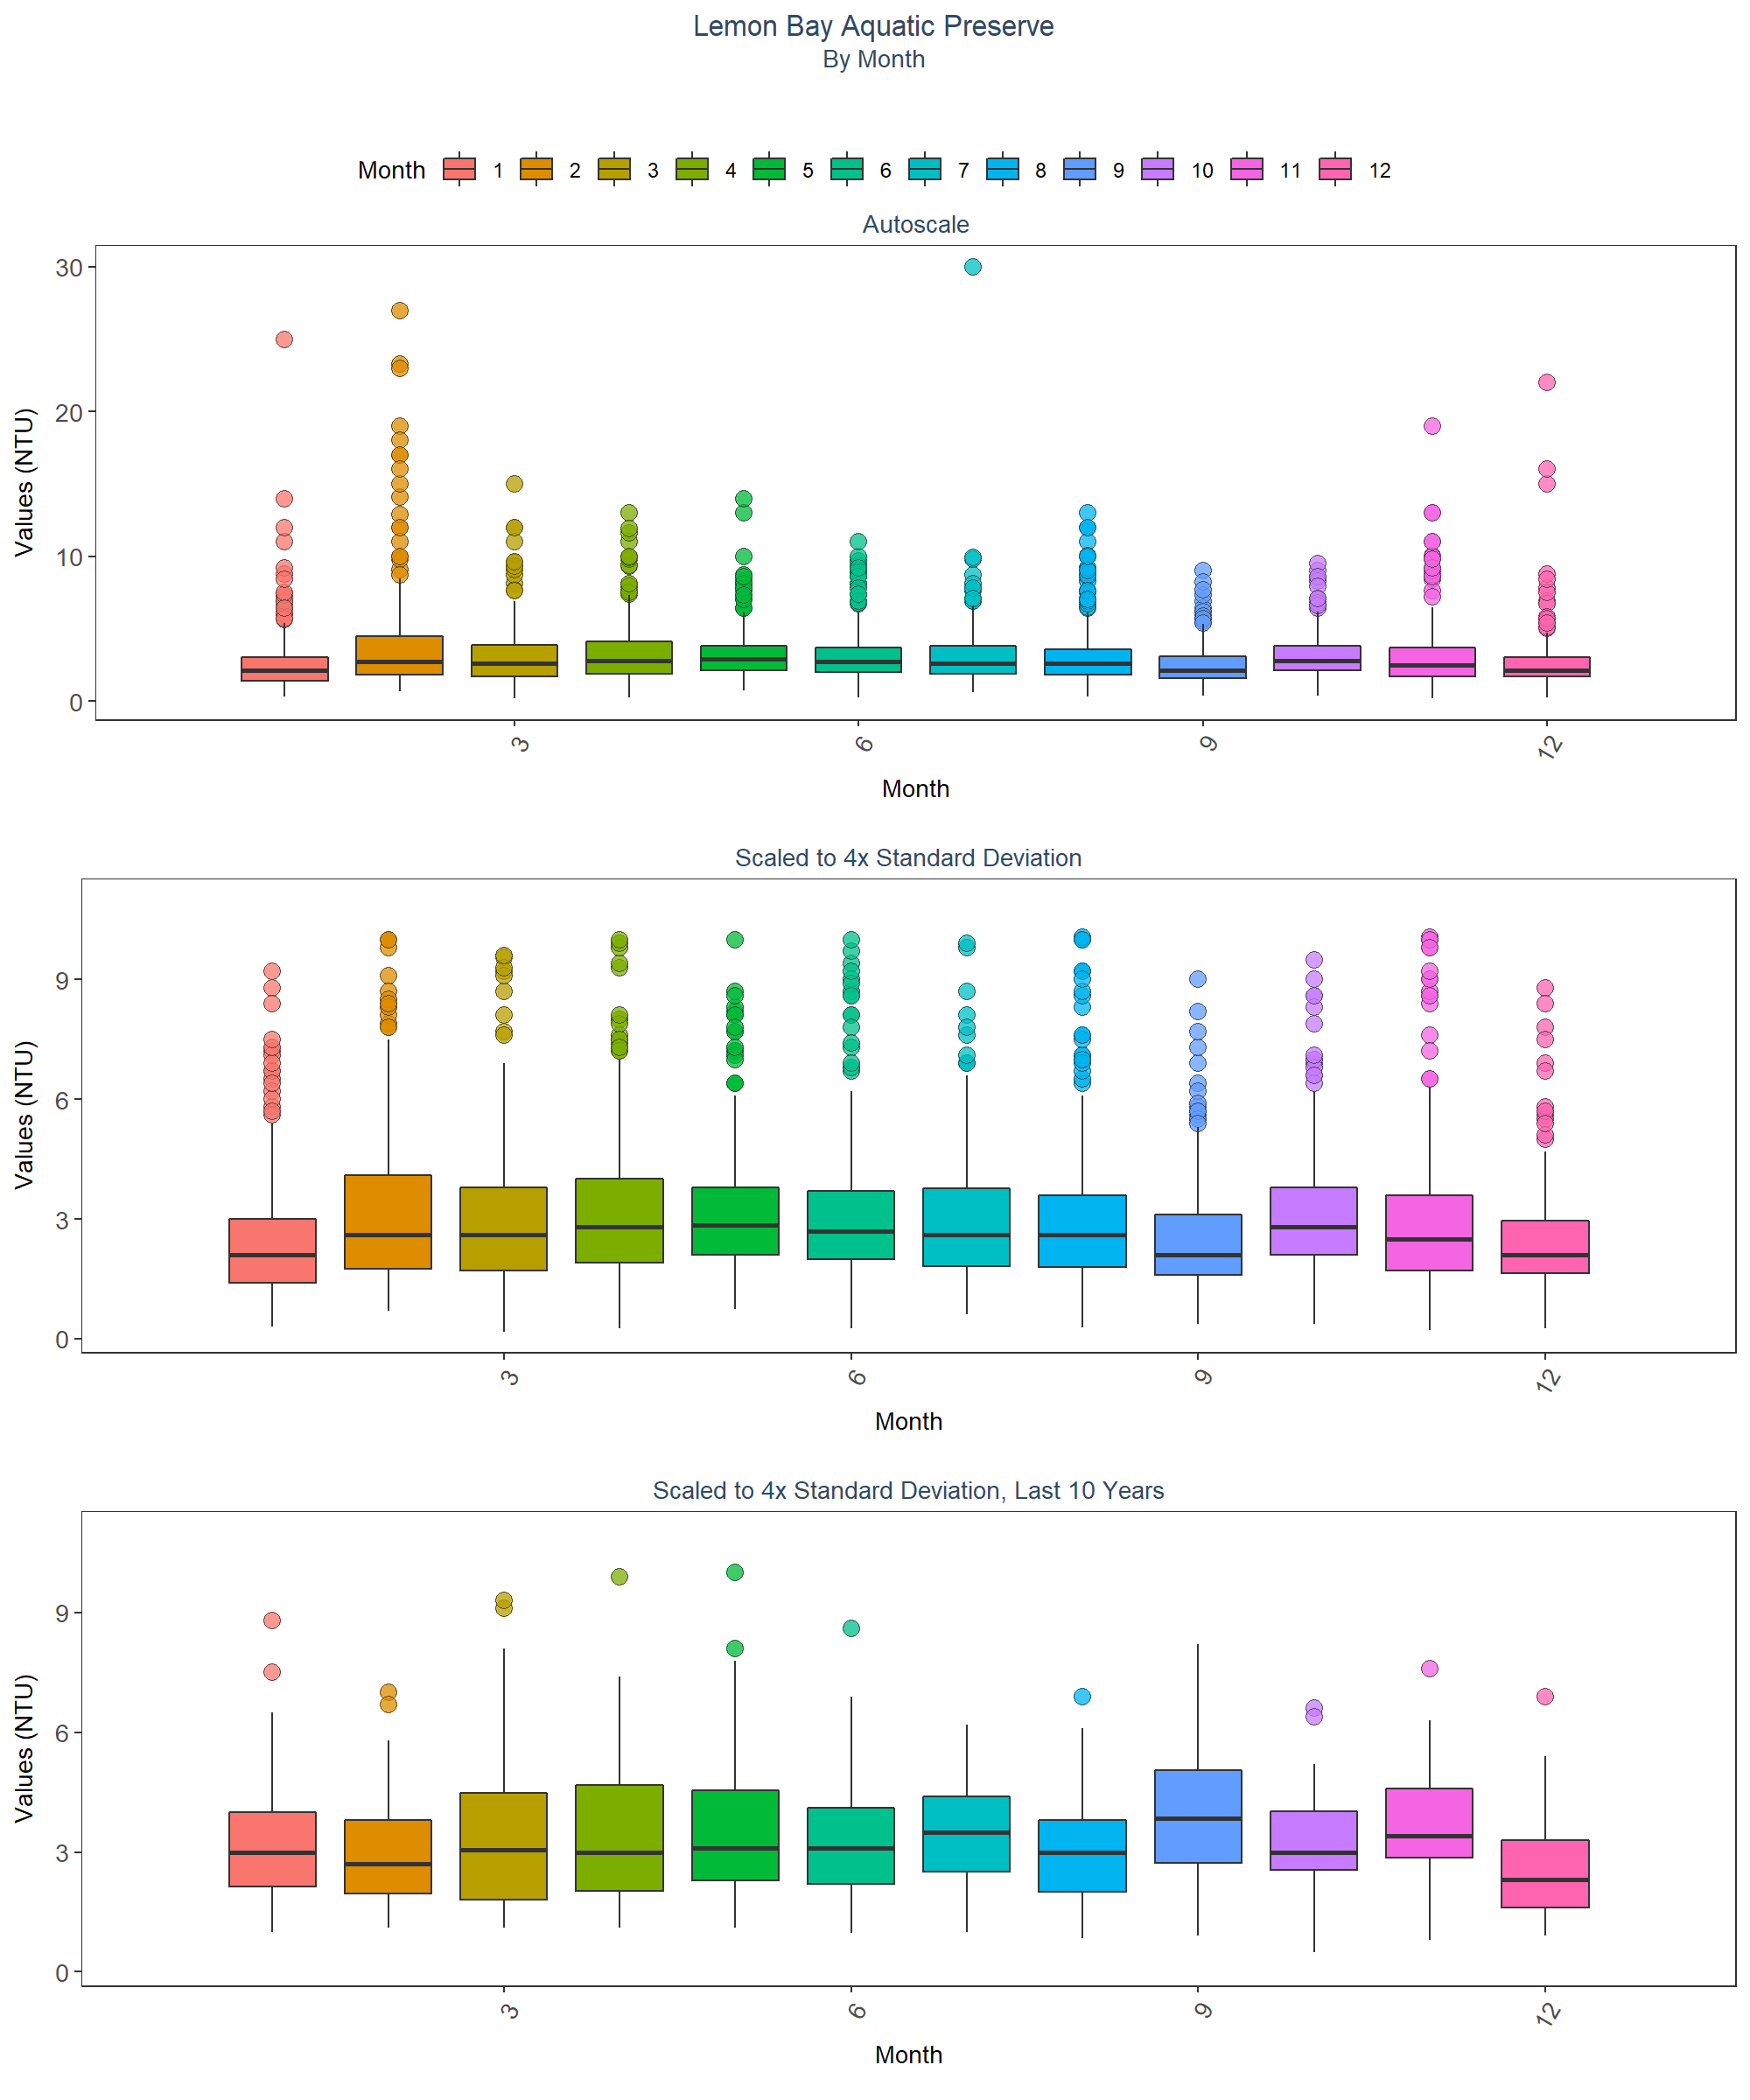 Lemon Bay Aquatic Preserve
By Month
Month 1 2 3 4 5 6 7 8 9 10 11 12
Autoscale
Values (NTU)
30
20
10
0
3 6 9 12
Month
Scaled to 4x Standard Deviation
Values (NTU)
9
6
3
0
3 6 9 12
Month
Scaled to 4x Standard Deviation, Last 10 Years
Values (NTU)
9
6
3
0
3 6 9 12
Month